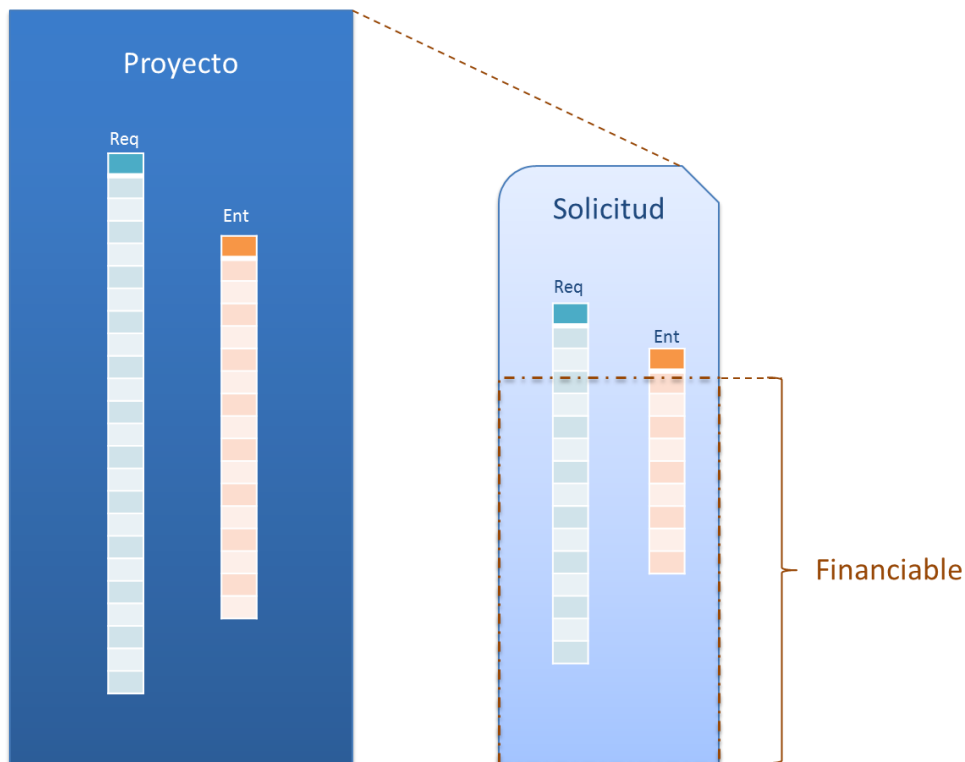 Proyecto
Req
Ent
Solicitud
Req
Ent
Financiable